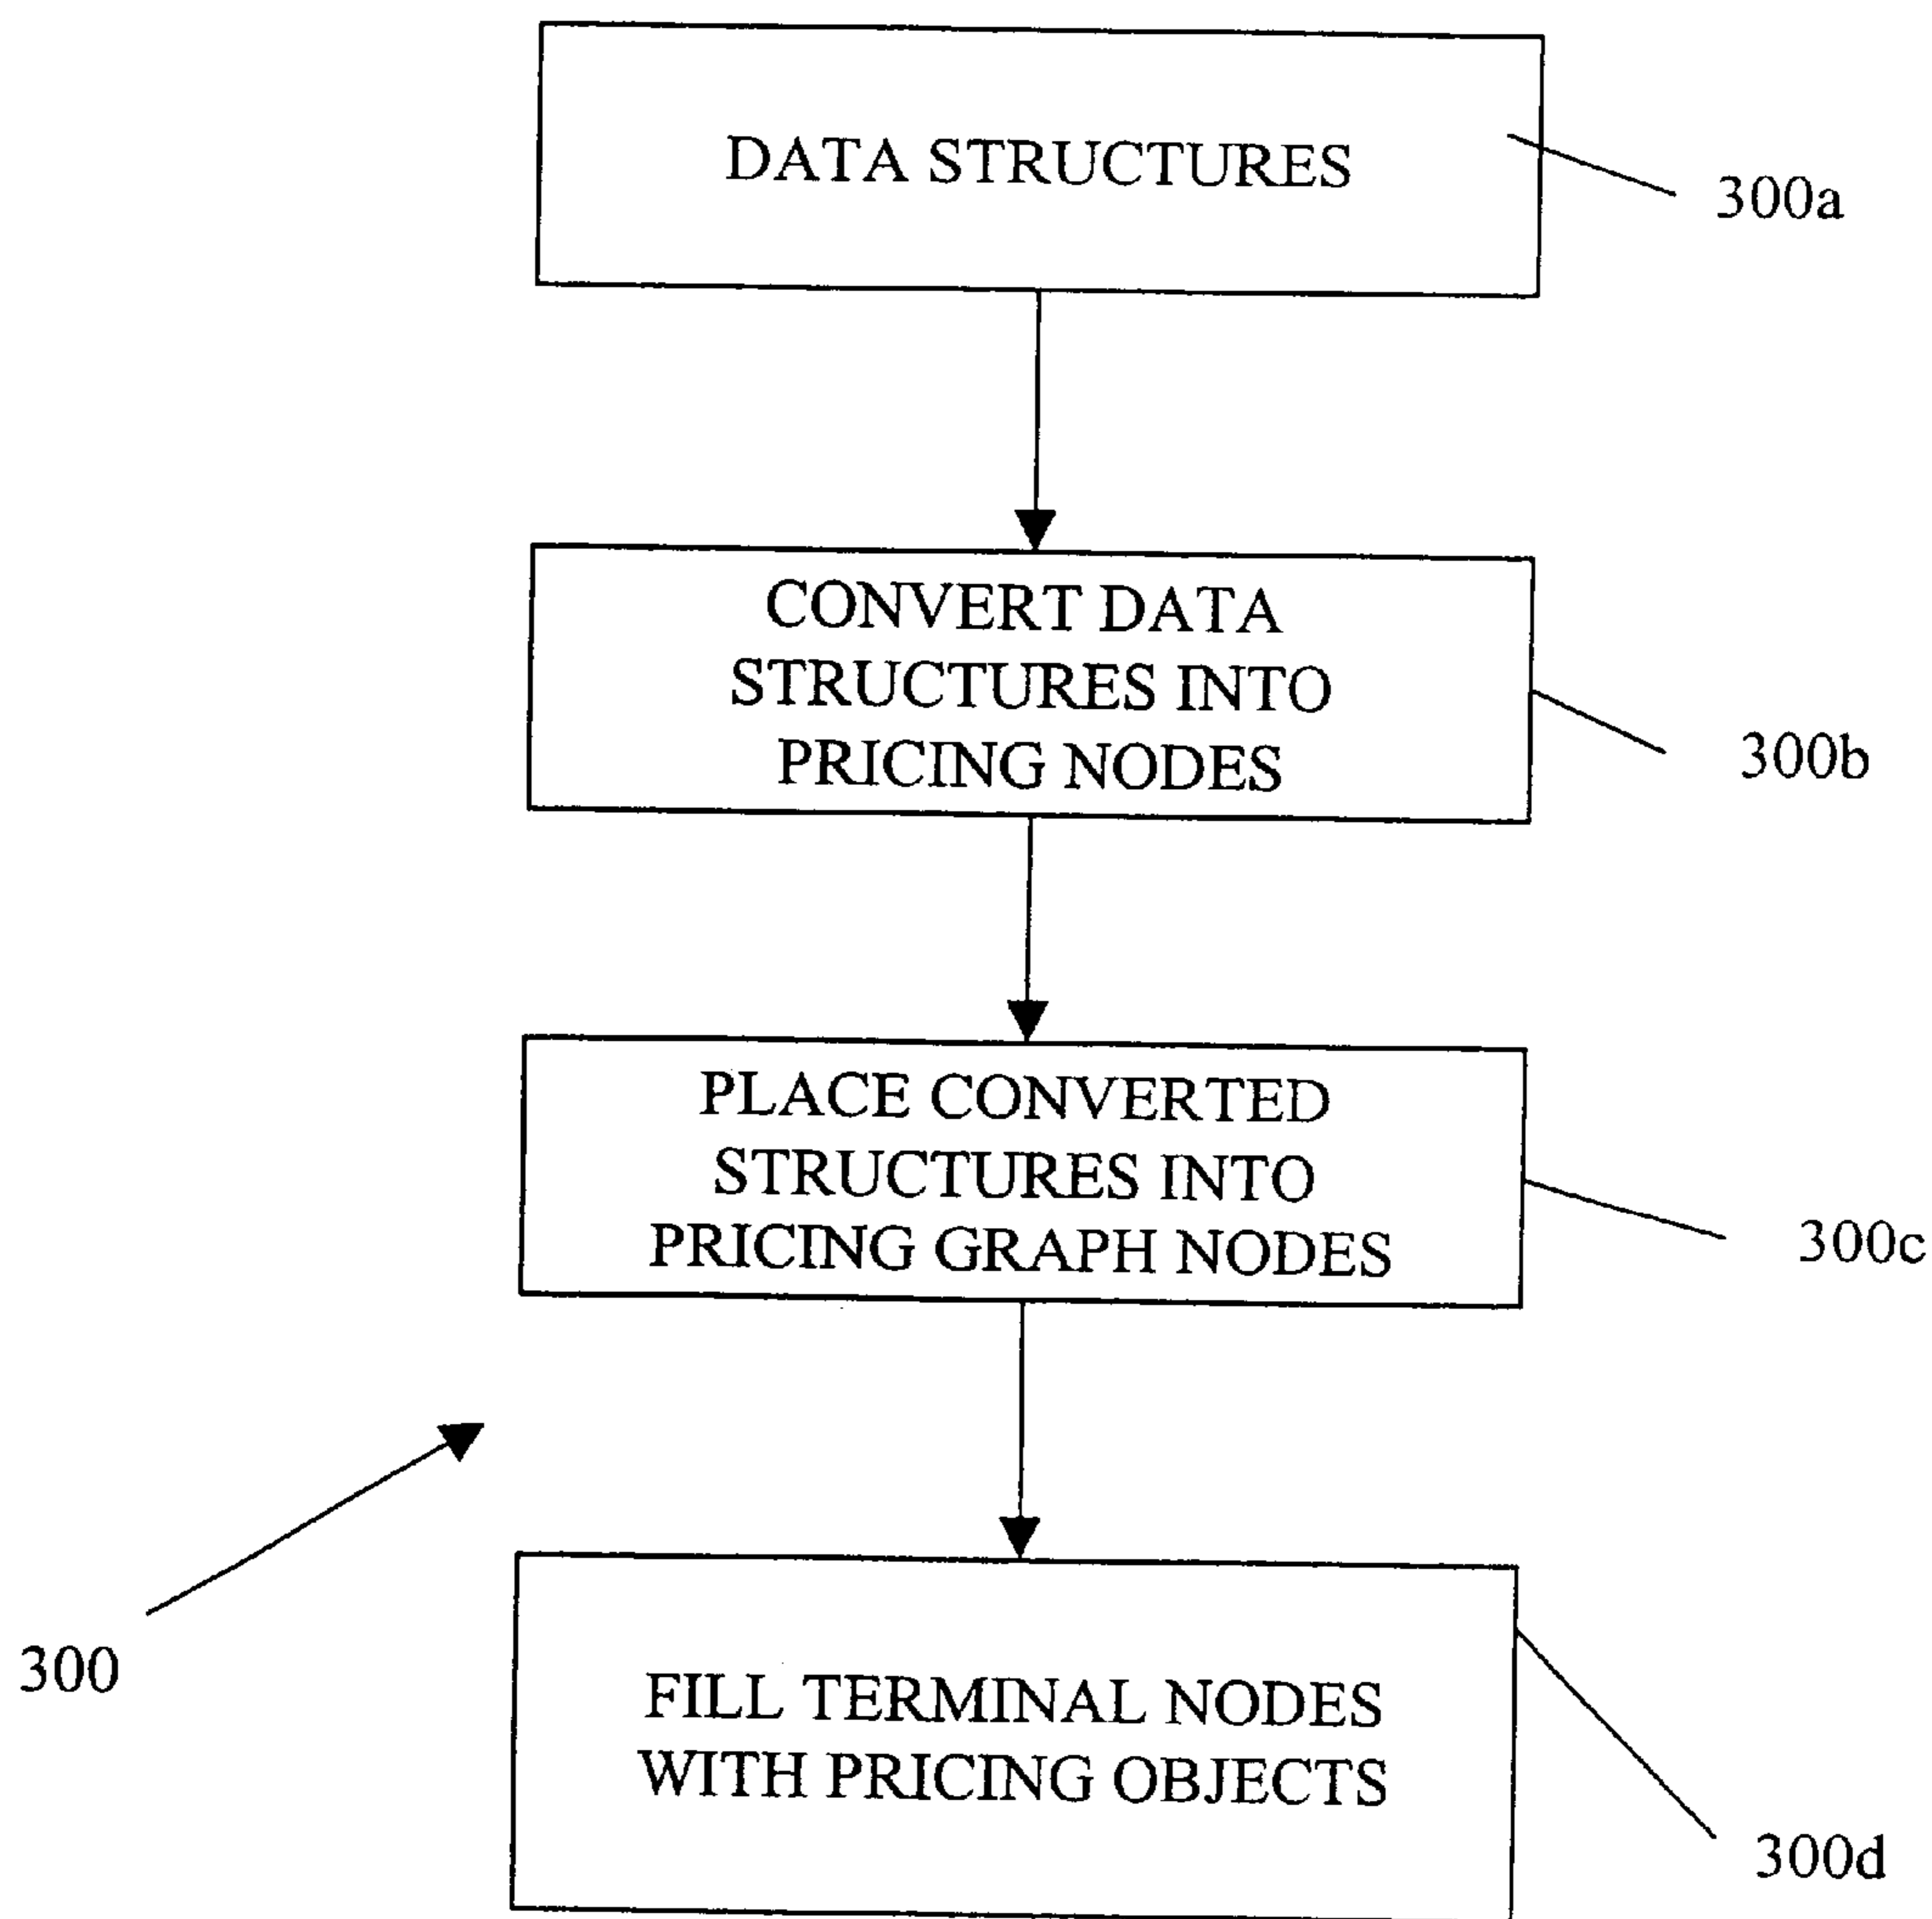 DATA STRUCTURES
300a
CONVERT DATA
STRUCTURES INTO
PRICING NODES
300b
PLACE CONVERTED
STRUCTURES INTO
PRICING GRAPH NODES
300c
300
FILL TERMINAL NODES
WITH PRICING OBJECTS
300d